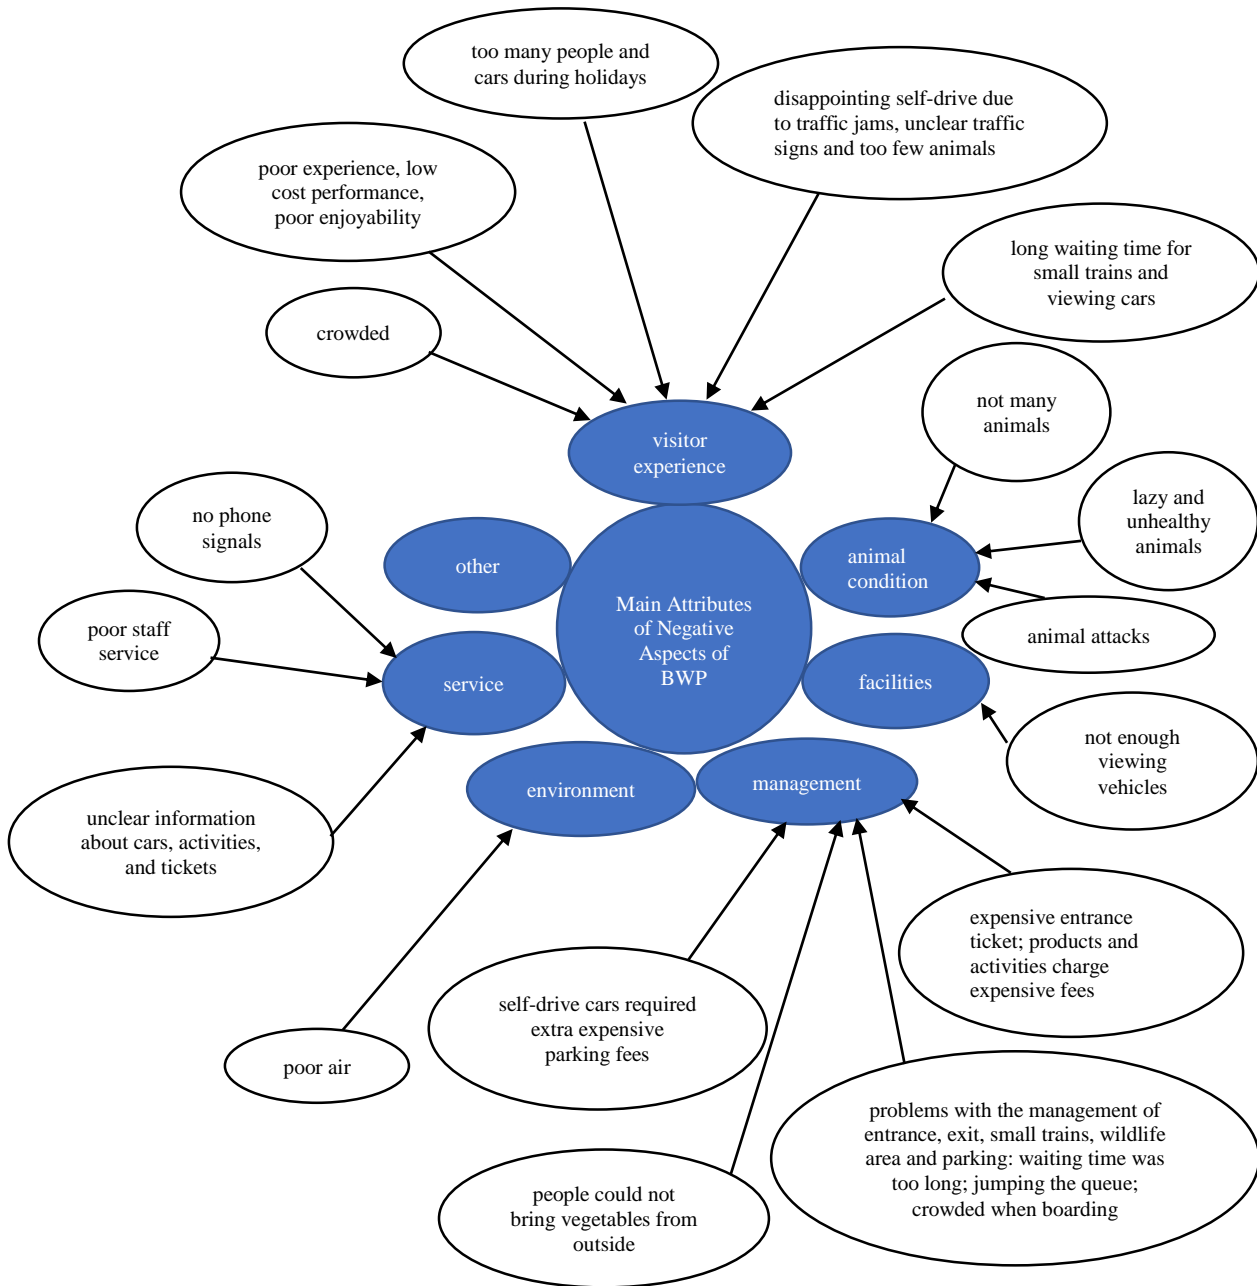 too many people and
cars during holidays
disappointing self-drive due
to traffic jams, unclear traffic
signs and too few animals
poor experience, low
cost performance,
poor enjoyability
long waiting time for
small trains and
viewing cars
crowded
not many
animals
visitor
experience
lazy and
unhealthy
animals
no phone
signals
other
animal
condition
Main Attributes
of Negative
Aspects of
BWP
poor staff
service
animal attacks
service
facilities
not enough
viewing
vehicles
environment
management
unclear information
about cars, activities,
and tickets
expensive entrance
ticket; products and
activities charge
expensive fees
self-drive cars required
extra expensive
parking fees
poor air
problems with the management of
entrance, exit, small trains, wildlife
area and parking: waiting time was
too long; jumping the queue;
crowded when boarding
people could not
bring vegetables from
outside